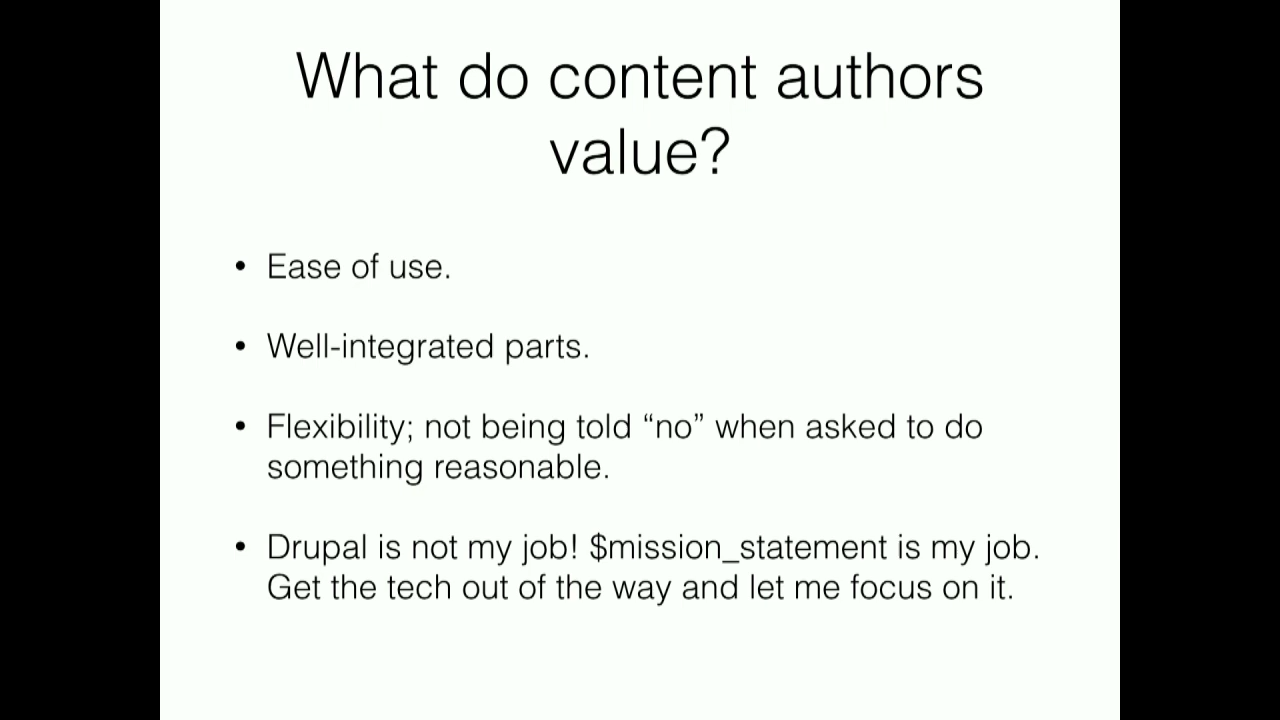 What do content authors
value?
• Ease of use.
• Well-integrated parts.
• Flexibility; not being told “no” when asked to do
something reasonable.
• Drupal is not my job! $mission_statement is my job.
Get the tech out of the way and let me focus on it.